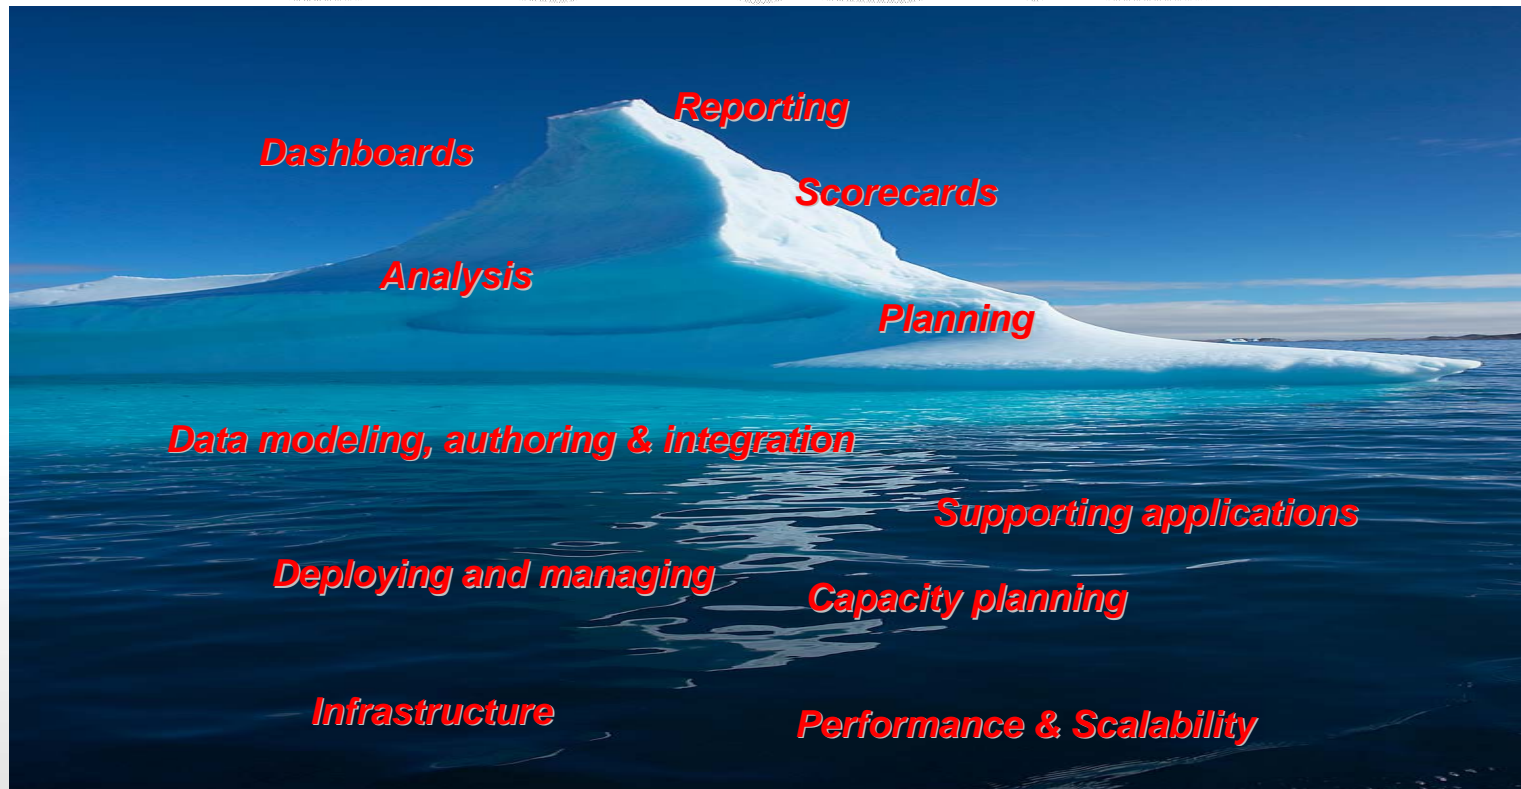 Reporting
Dashboards
Scorecards
Analysis
Planning
Data modeling, authoring & integration
Supporting applications
Deploying and managing
Capacity planning
Infrastructure
Performance & Scalability